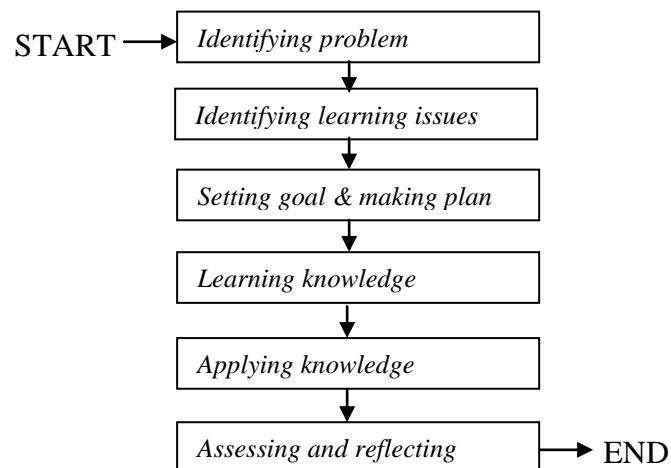 START
Identifying problem
Identifying learning issues
Setting goal & making plan
Learning knowledge
Applying knowledge
Assessing and reflecting
END